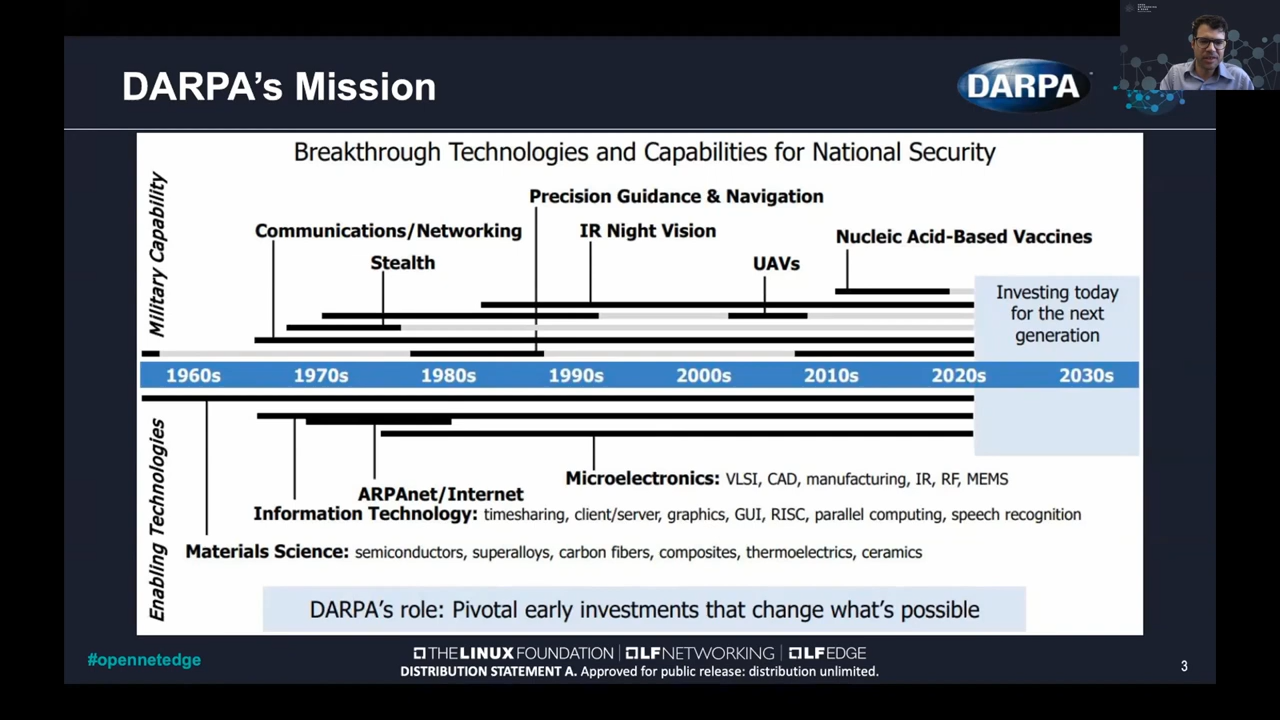 DARPA's Mission
DARPA
Breakthrough Technologies and Capabilities for National Security
Military Capability
Precision Guidance & Navigation
Communications/Networking
IR Night Vision
Nucleic Acid-Based Vaccines
Stealth
UAVs
Investing today
for the next
generation
1960s 1970s 1980s 1990s 2000s 2010s 2020s 2030s
Enabling Technologies
Microelectronics: VLSI, CAD, manufacturing, IR, RF, MEMS
ARPAnet/Internet
Information Technology: timesharing, client/server, graphics, GUI, RISC, parallel computing, speech recognition
Materials Science: semiconductors, superalloys, carbon fibers, composites, thermoelectrics, ceramics
DARPA's role: Pivotal early investments that change what's possible
#opennetedge
THE LINUX FOUNDATION | LFNETWORKING | LFEDGE
DISTRIBUTION STATEMENT A. Approved for public release: distribution unlimited.
3